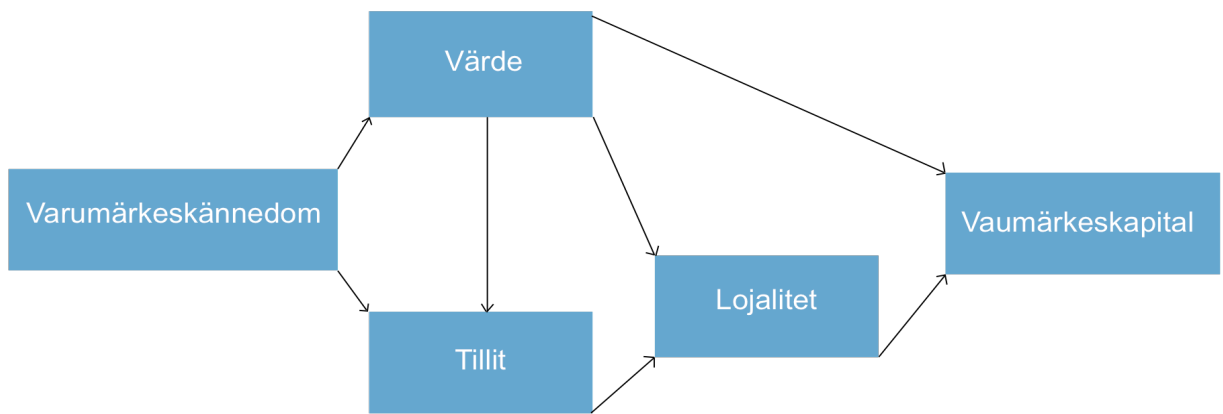 Värde
Varumärkeskännedom
Vaumärkeskapital
Lojalitet
Tillit